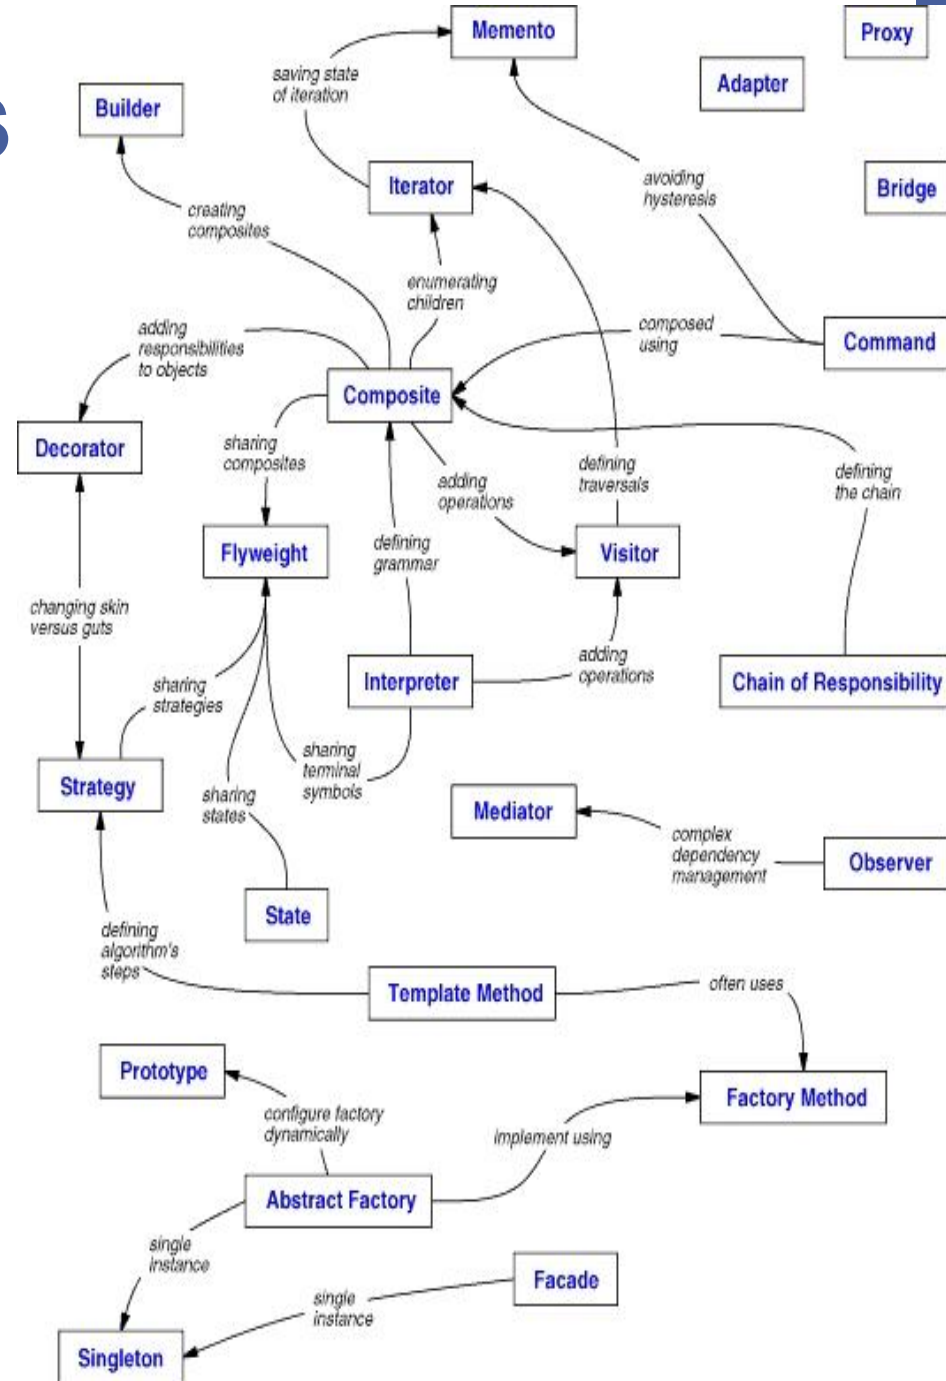 s
Memento
Proxy
saving state
of iteration
Adapter
Builder
Iterator
avoiding
hysteresis
Bridge
creating
composites
enumerating
children
adding
responsibilities
to objects
composed
using
Command
Composite
Decorator
sharing
composites
adding
operations
defining
traversals
defining
the chain
Flyweight
defining
grammar
Visitor
changing skin
versus guts
sharing
strategies
Interpreter
adding
operations
Chain of Responsibility
Strategy
sharing
states
sharing
terminal
symbols
Mediator
complex
dependency
management
Observer
State
defining
algorithm's
steps
Template Method
often uses
Prototype
Factory Method
configure factory
dynamically
implement using
Abstract Factory
single
instance
Facade
single
instance
Singleton